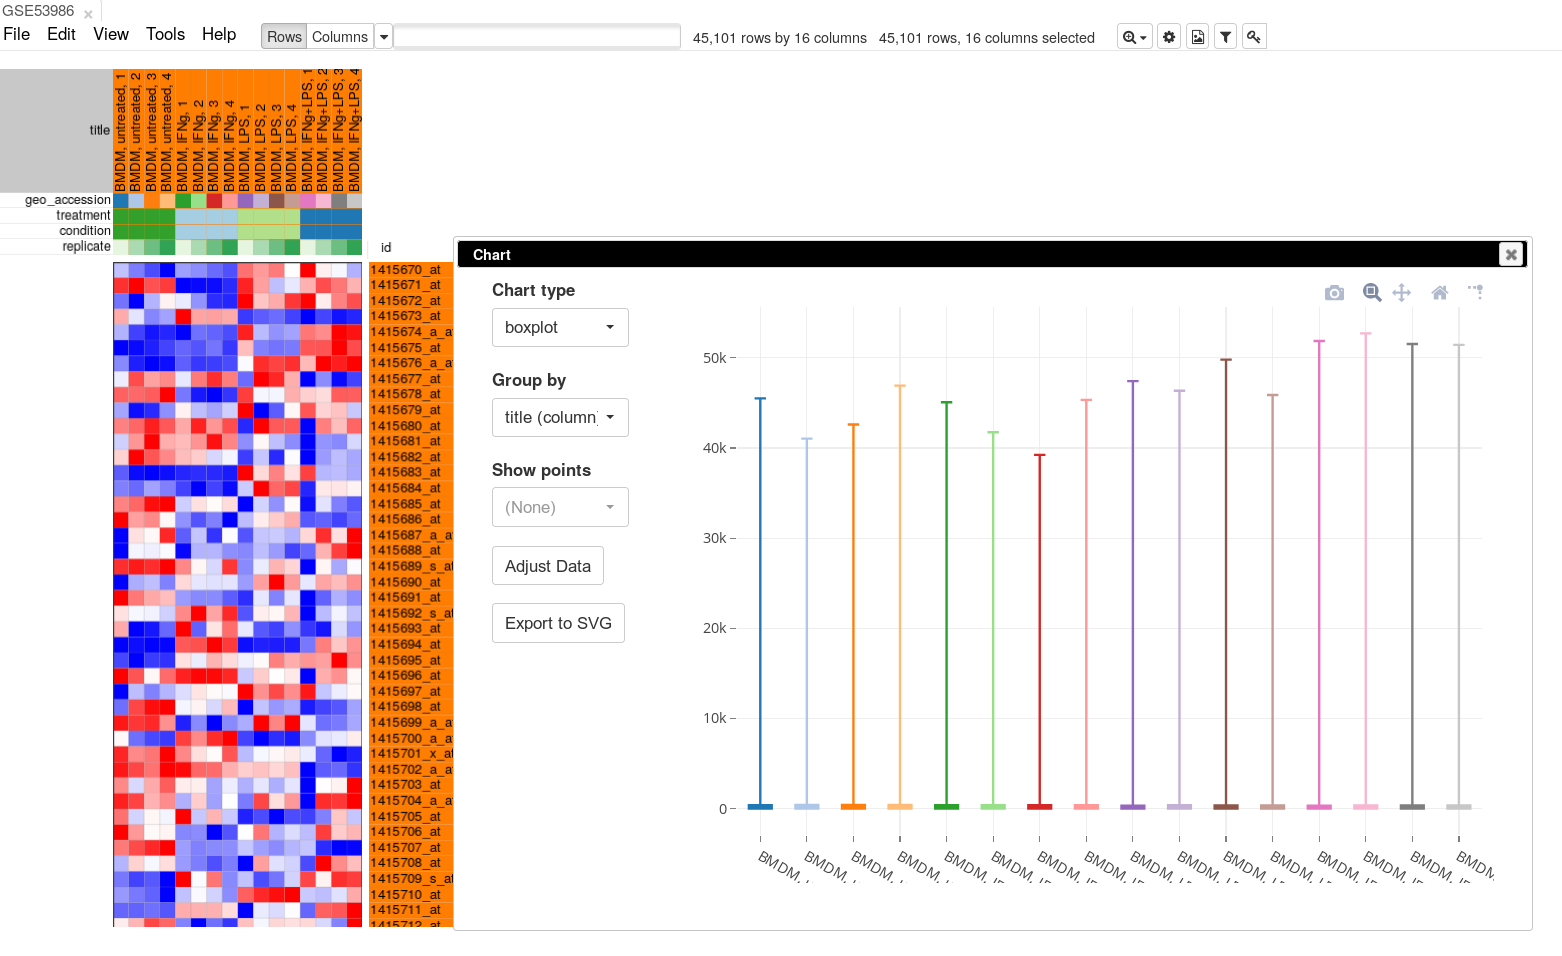 GSE53986
File Edit View Tools Help Rows Columns 45,101 rows by 16 columns 45,101 rows, 16 columns selected
title
BMDM, untreated, 1
BMDM, untreated, 2
BMDM, untreated, 3
BMDM, untreated, 4
BMDM, IFNg, 1
BMDM, IFNg, 2
BMDM, IFNg, 3
BMDM, IFNg, 4
BMDM, LPS, 1
BMDM, LPS, 2
BMDM, LPS, 3
BMDM, LPS, 4
BMDM, IFNg+LPS, 1
BMDM, IFNg+LPS, 2
BMDM, IFNg+LPS, 3
BMDM, IFNg+LPS, 4
geo_accession
treatment
condition
replicate
id
1415670_at
1415671_at
1415672_at
1415673_at
1415674_a_a
1415675_at
1415676_a_a
1415677_at
1415678_at
1415679_at
1415680_at
1415681_at
1415682_at
1415683_at
1415684_at
1415685_at
1415686_at
1415687_a_a
1415688_at
1415689_s_at
1415690_at
1415691_at
1415692_s_at
1415693_at
1415694_at
1415695_at
1415696_at
1415697_at
1415698_at
1415699_a_a
1415700_a_a
1415701_x_at
1415702_a_a
1415703_at
1415704_a_a
1415705_at
1415706_at
1415707_at
1415708_at
1415709_s_at
1415710_at
1415711_at
1415712_at
Chart
Chart type
boxplot
Group by
title (column)
Show points
(None)
Adjust Data
Export to SVG
50k
40k
30k
20k
10k
0
BMDM, BMDM, BMDM, BMDM, BMDM, BMDM, BMDM, BMDM, BMDM, BMDM, BMDM, BMDM, BMDM, BMDM, BMDM, BMDM